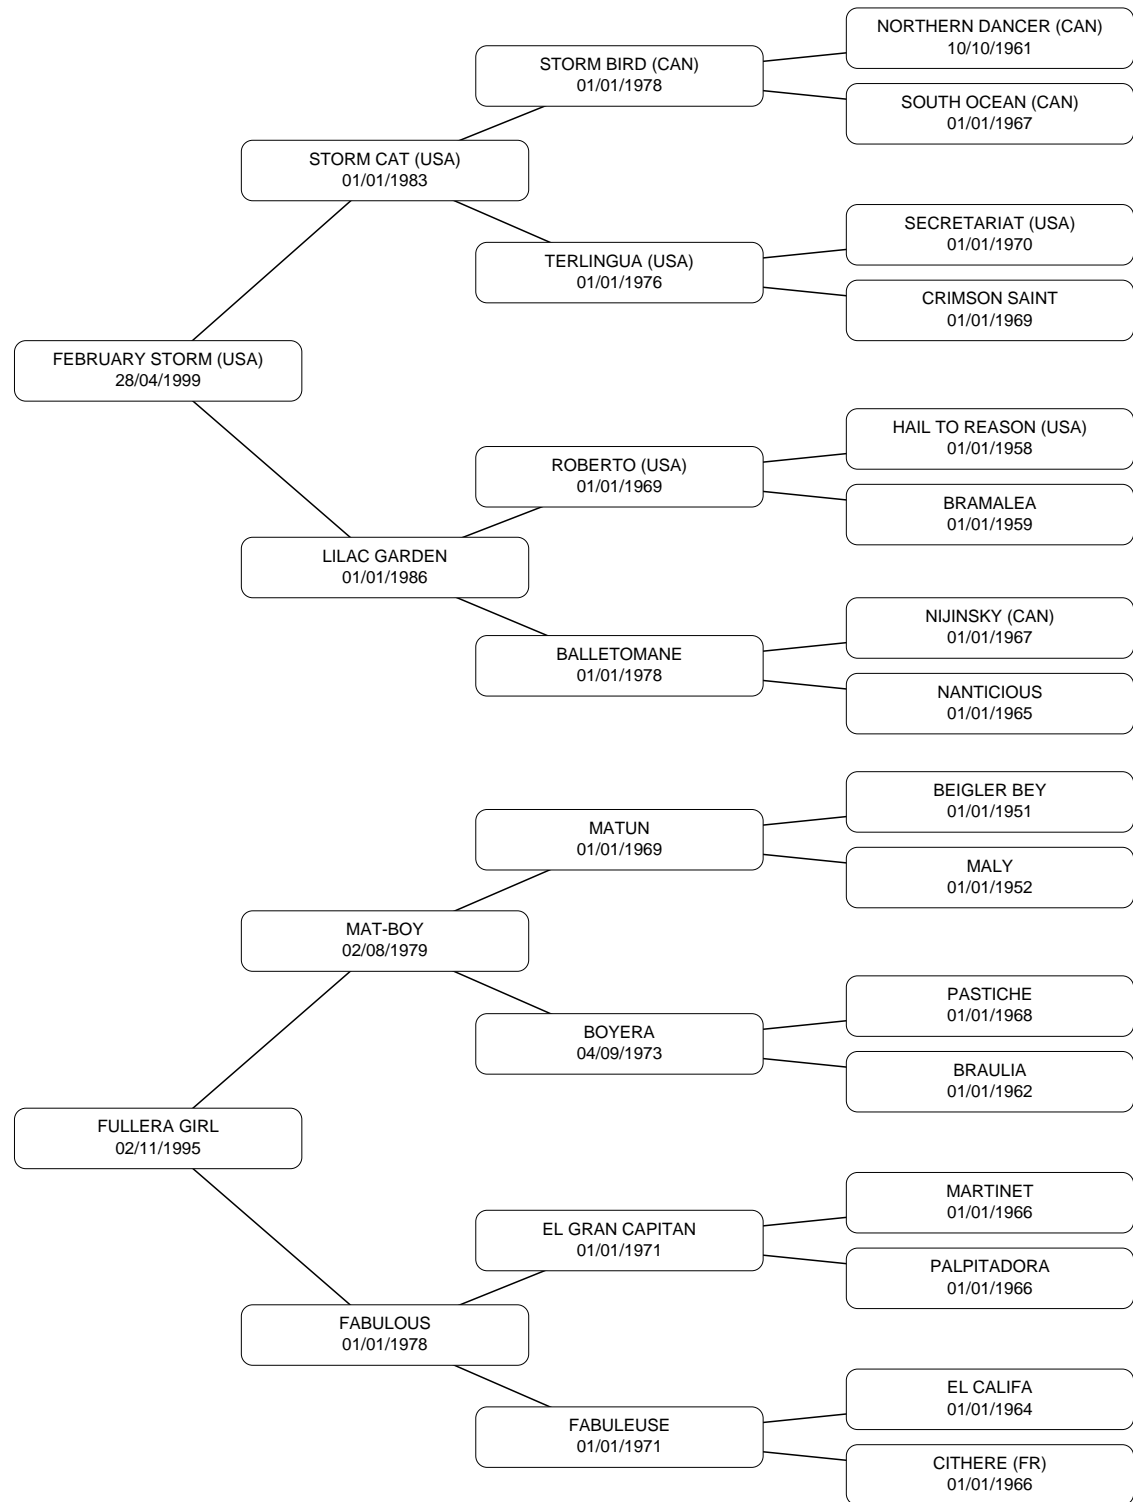 NORTHERN DANCER (CAN)
10/10/1961
STORM BIRD (CAN)
01/01/1978
SOUTH OCEAN (CAN)
01/01/1967
STORM CAT (USA)
01/01/1983
SECRETARIAT (USA)
01/01/1970
TERLINGUA (USA)
01/01/1976
CRIMSON SAINT
01/01/1969
FEBRUARY STORM (USA)
28/04/1999
HAIL TO REASON (USA)
01/01/1958
ROBERTO (USA)
01/01/1969
BRAMALEA
01/01/1959
LILAC GARDEN
01/01/1986
NIJINSKY (CAN)
01/01/1967
BALLETOMANE
01/01/1978
NANTICIOUS
01/01/1965
BEIGLER BEY
01/01/1951
MATUN
01/01/1969
MALY
01/01/1952
MAT-BOY
02/08/1979
PASTICHE
01/01/1968
BOYERA
04/09/1973
BRAULIA
01/01/1962
FULLERA GIRL
02/11/1995
MARTINET
01/01/1966
EL GRAN CAPITAN
01/01/1971
PALPITADORA
01/01/1966
FABULOUS
01/01/1978
EL CALIFA
01/01/1964
FABULEUSE
01/01/1971
CITHERE (FR)
01/01/1966